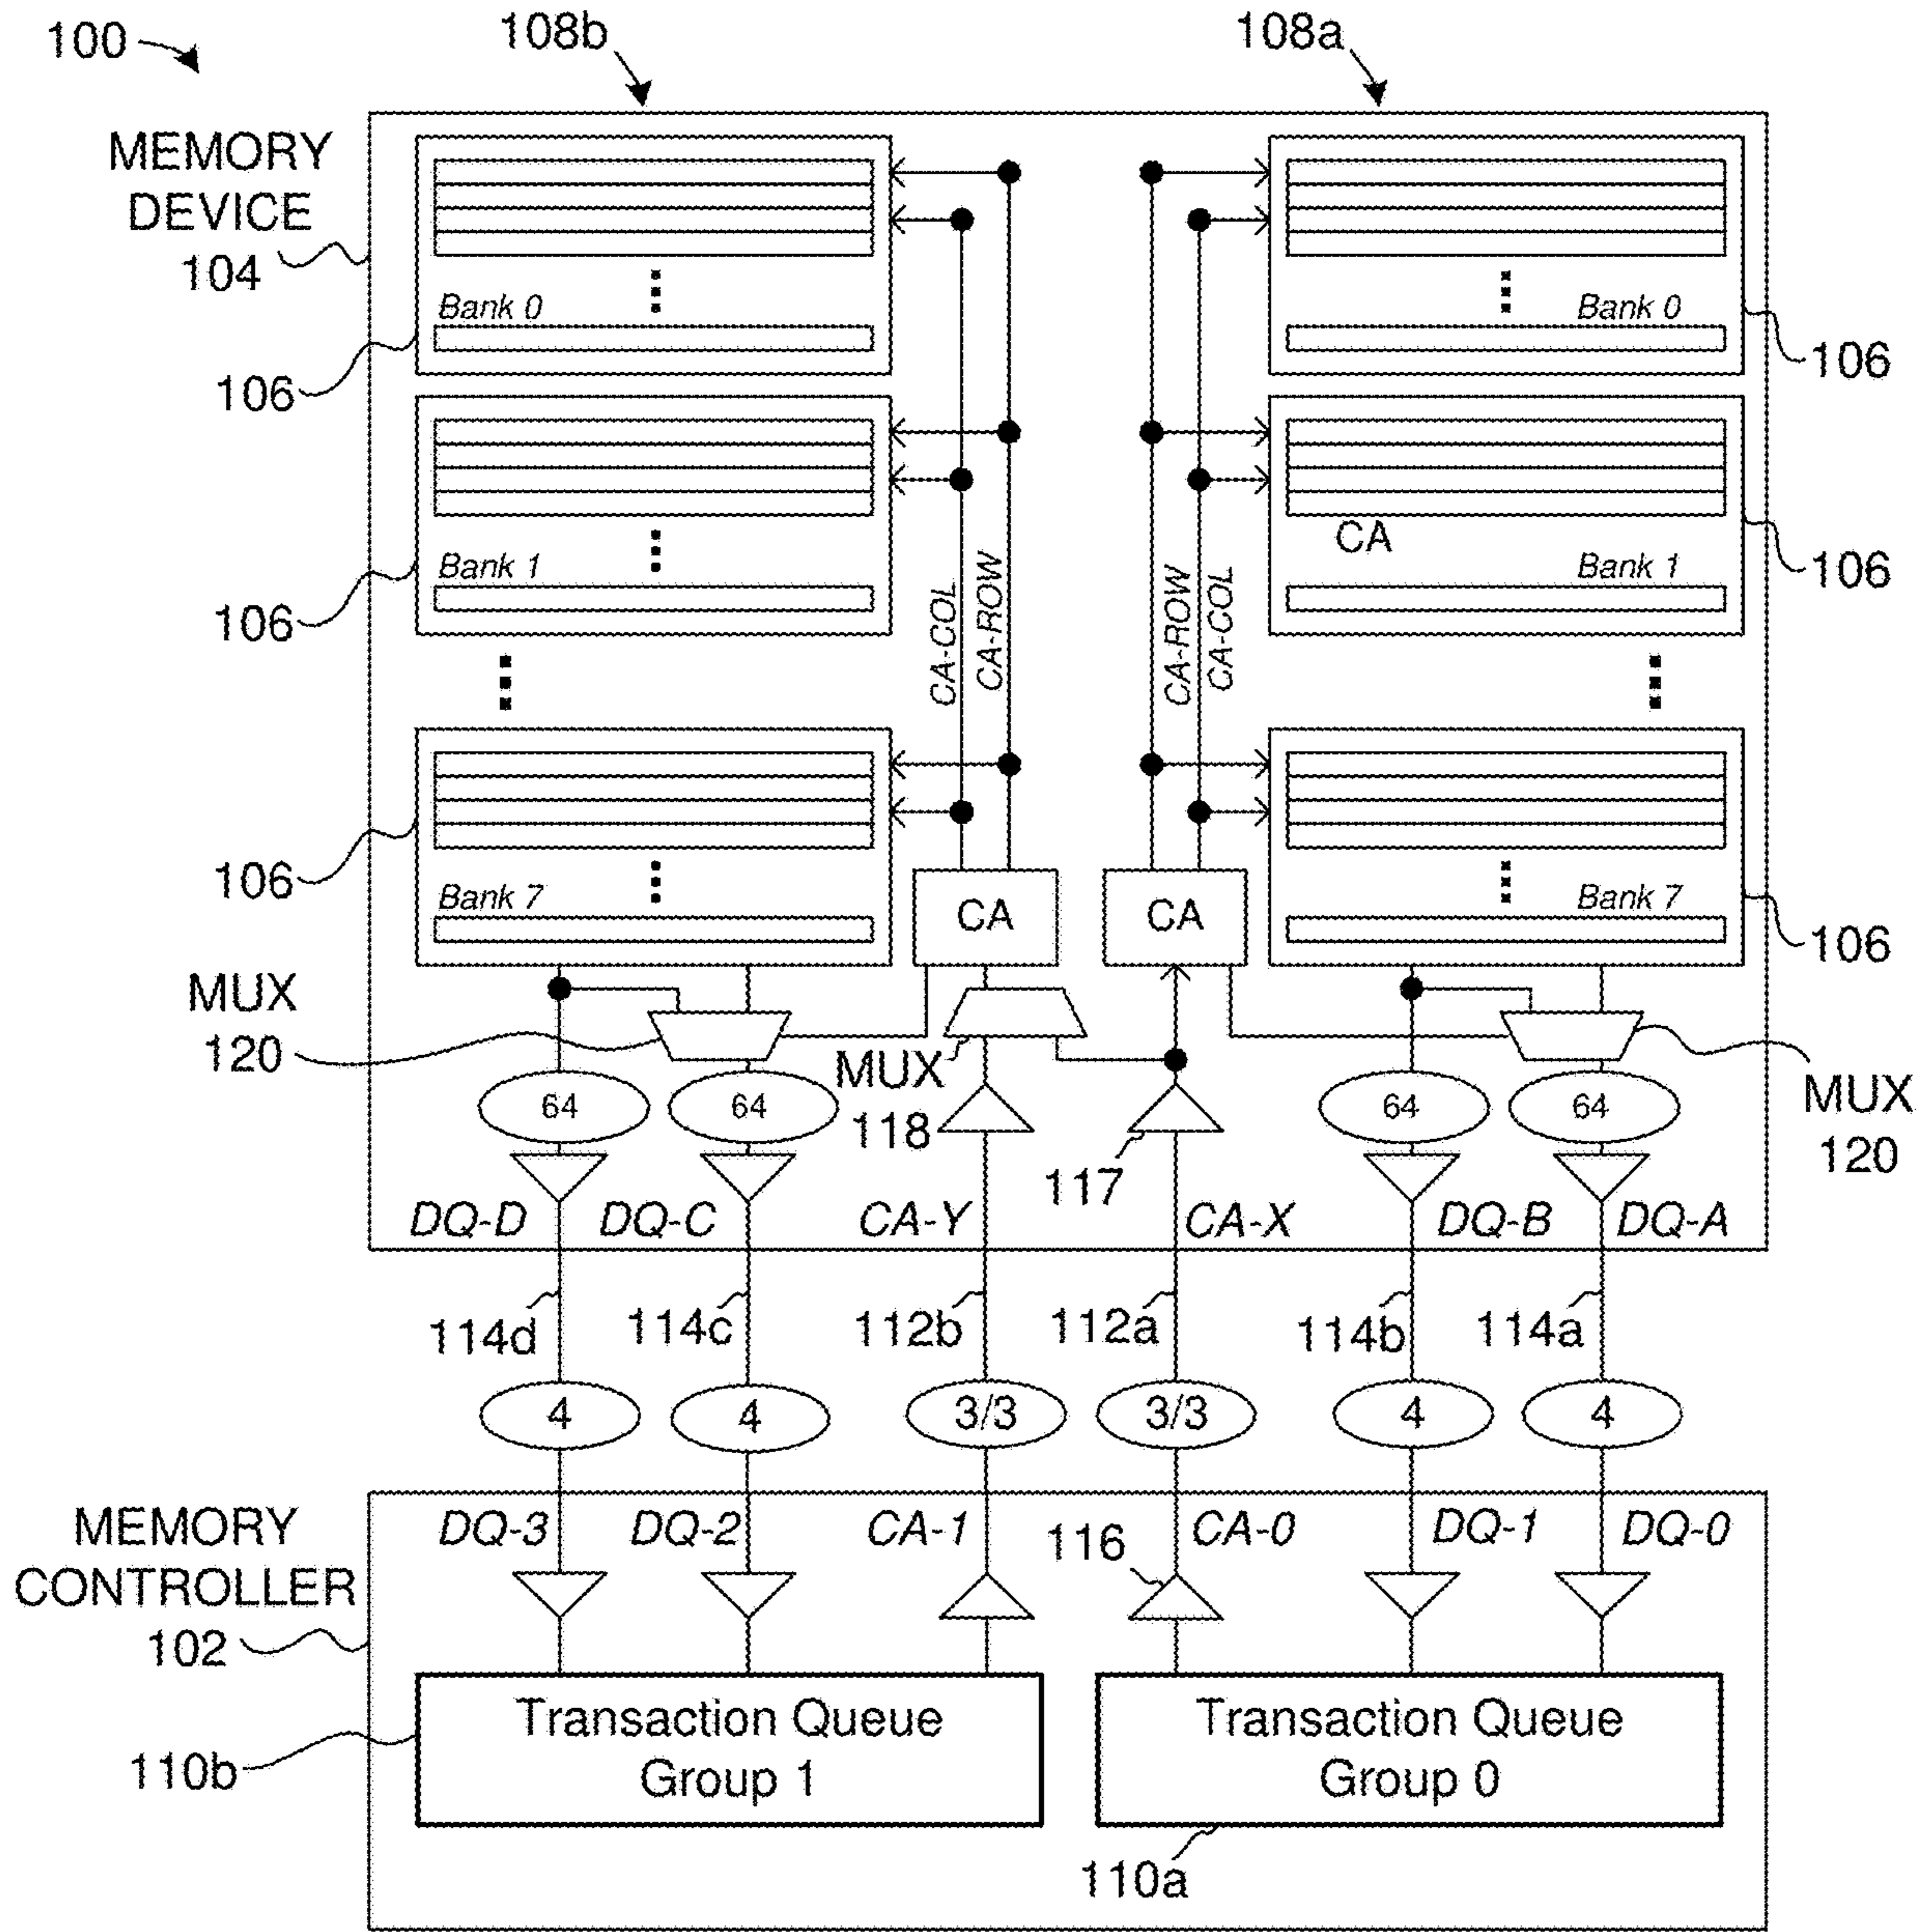 100
108b
108a
MEMORY
DEVICE
104
Bank 0
Bank 0
106
106
CA
Bank 1
Bank 1
106
106
CA-COL
CA-ROW
CA-ROW
CA-COL
Bank 7
Bank 7
106
106
CA
CA
MUX
120
MUX
118
117
MUX
120
64
64
64
64
DQ-D
DQ-C
CA-Y
CA-X
DQ-B
DQ-A
114d
114c
112b
112a
114b
114a
4
4
3/3
3/3
4
4
MEMORY
CONTROLLER
102
DQ-3
DQ-2
CA-1
116
CA-0
DQ-1
DQ-0
Transaction Queue
Group 1
Transaction Queue
Group 0
110b
110a